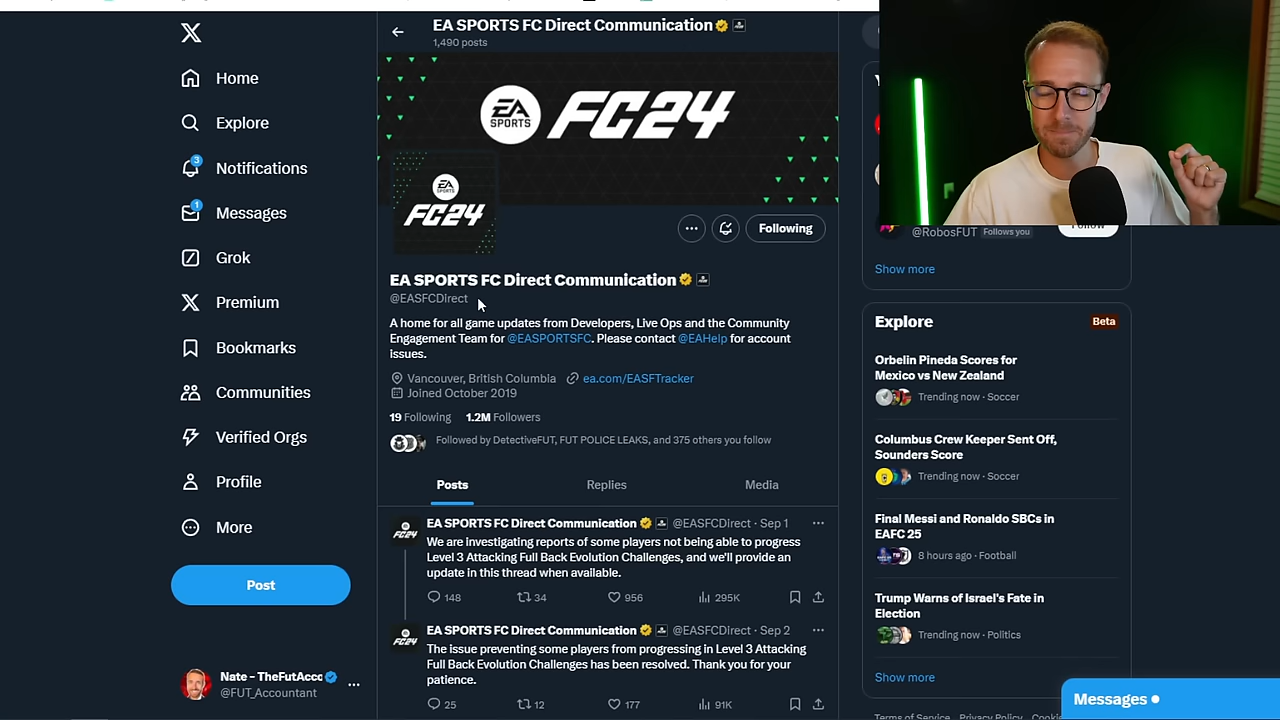 Home
Explore
3
Notifications
1
Messages
Grok
Premium
Bookmarks
Communities
Verified Orgs
Profile
More
Post
Nate - TheFutAcc
@FUT_Accountant
EA SPORTS FC Direct Communication
1,490 posts
EA SPORTS FC24
EA SPORTS
FC24
Following
EA SPORTS FC Direct Communication
@EASFCDirect
A home for all game updates from Developers, Live Ops and the Community
Engagement Team for @EASPORTSFC. Please contact @EAHelp for account
issues.
Vancouver, British Columbia ea.com/EASFTracker
Joined October 2019
19 Following 1.2M Followers
Followed by DetectiveFUT, FUT POLICE LEAKS, and 375 others you follow
Posts Replies Media
EA SPORTS FC Direct Communication @EASFCDirect · Sep 1
We are investigating reports of some players not being able to progress
Level 3 Attacking Full Back Evolution Challenges, and we'll provide an
update in this thread when available.
148 34 956 295K
EA SPORTS FC Direct Communication @EASFCDirect · Sep 2
The issue preventing some players from progressing in Level 3 Attacking
Full Back Evolution Challenges has been resolved. Thank you for your
patience.
25 12 177 91K
@RobosFUT Follows you
Follow
Show more
Explore Beta
Orbelin Pineda Scores for
Mexico vs New Zealand
Trending now · Soccer
Columbus Crew Keeper Sent Off,
Sounders Score
Trending now · Soccer
Final Messi and Ronaldo SBCs in
EAFC 25
8 hours ago · Football
Trump Warns of Israel's Fate in
Election
Trending now · Politics
Show more
Terms of Service Privacy Policy Cookie
Messages